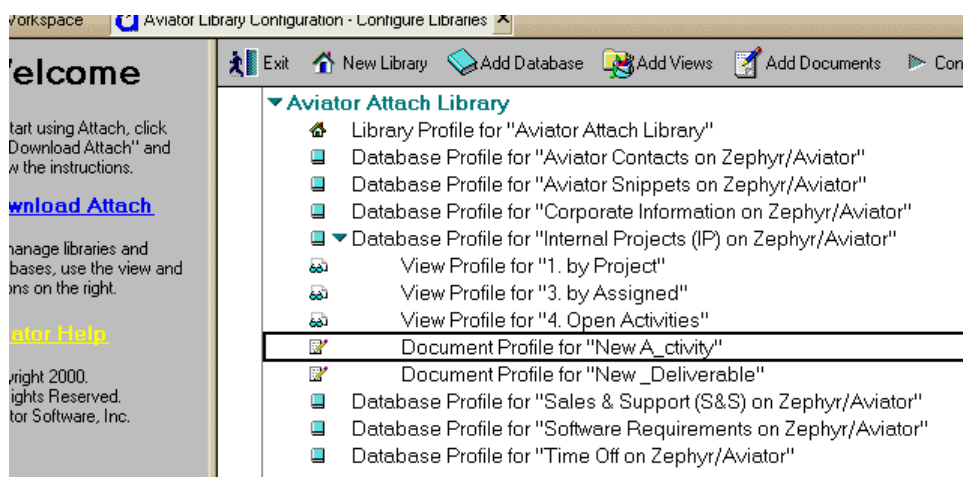 Workspace
Aviator Library Configuration - Configure Libraries
elcome
tart using Attach, click
Download Attach" and
w the instructions.
wnload Attach
nanage libraries and
bases, use the view and
ons on the right.
ator Help
yright 2000.
ights Reserved.
tor Software, Inc.
Exit New Library Add Database Add Views Add Documents Con
Aviator Attach Library
Library Profile for "Aviator Attach Library"
Database Profile for "Aviator Contacts on Zephyr/Aviator"
Database Profile for "Aviator Snippets on Zephyr/Aviator"
Database Profile for "Corporate Information on Zephyr/Aviator"
Database Profile for "Internal Projects (IP) on Zephyr/Aviator"
View Profile for "1. by Project"
View Profile for "3. by Assigned"
View Profile for "4. Open Activities"
Document Profile for "New A_ctivity"
Document Profile for "New _Deliverable"
Database Profile for "Sales & Support (S&S) on Zephyr/Aviator"
Database Profile for "Software Requirements on Zephyr/Aviator"
Database Profile for "Time Off on Zephyr/Aviator"